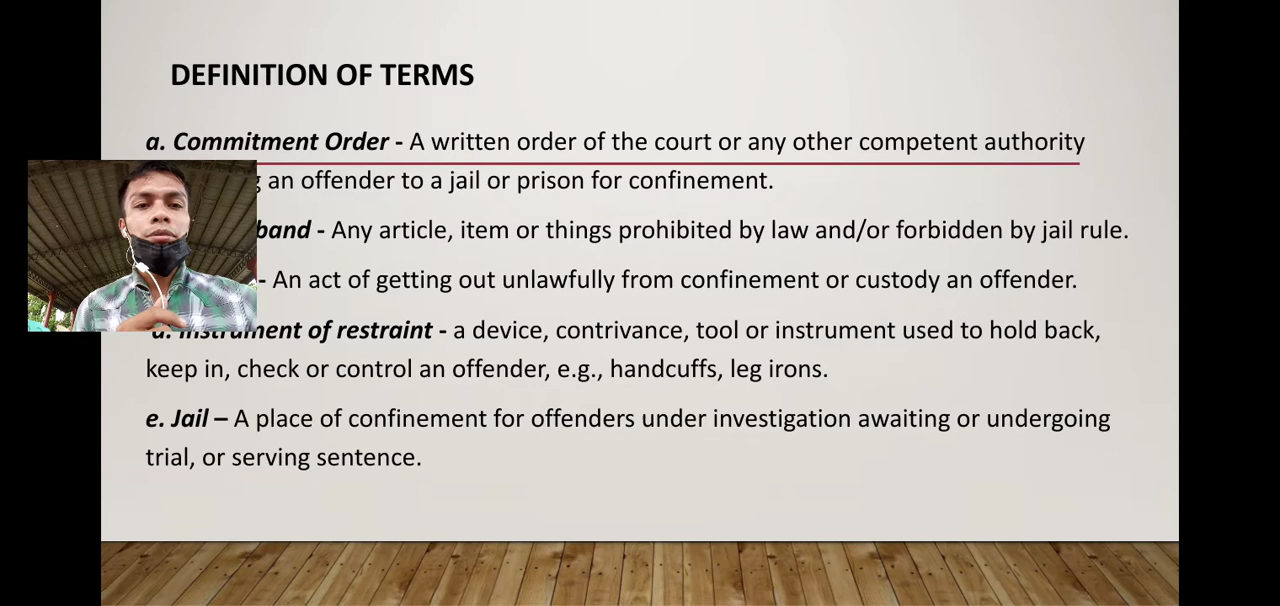 DEFINITION OF TERMS
a. Commitment Order - A written order of the court or any other competent authority
an offender to a jail or prison for confinement.
band - Any article, item or things prohibited by law and/or forbidden by jail rule.
- An act of getting out unlawfully from confinement or custody an offender.
d. Instrument of restraint - a device, contrivance, tool or instrument used to hold back,
keep in, check or control an offender, e.g., handcuffs, leg irons.
e. Jail – A place of confinement for offenders under investigation awaiting or undergoing
trial, or serving sentence.